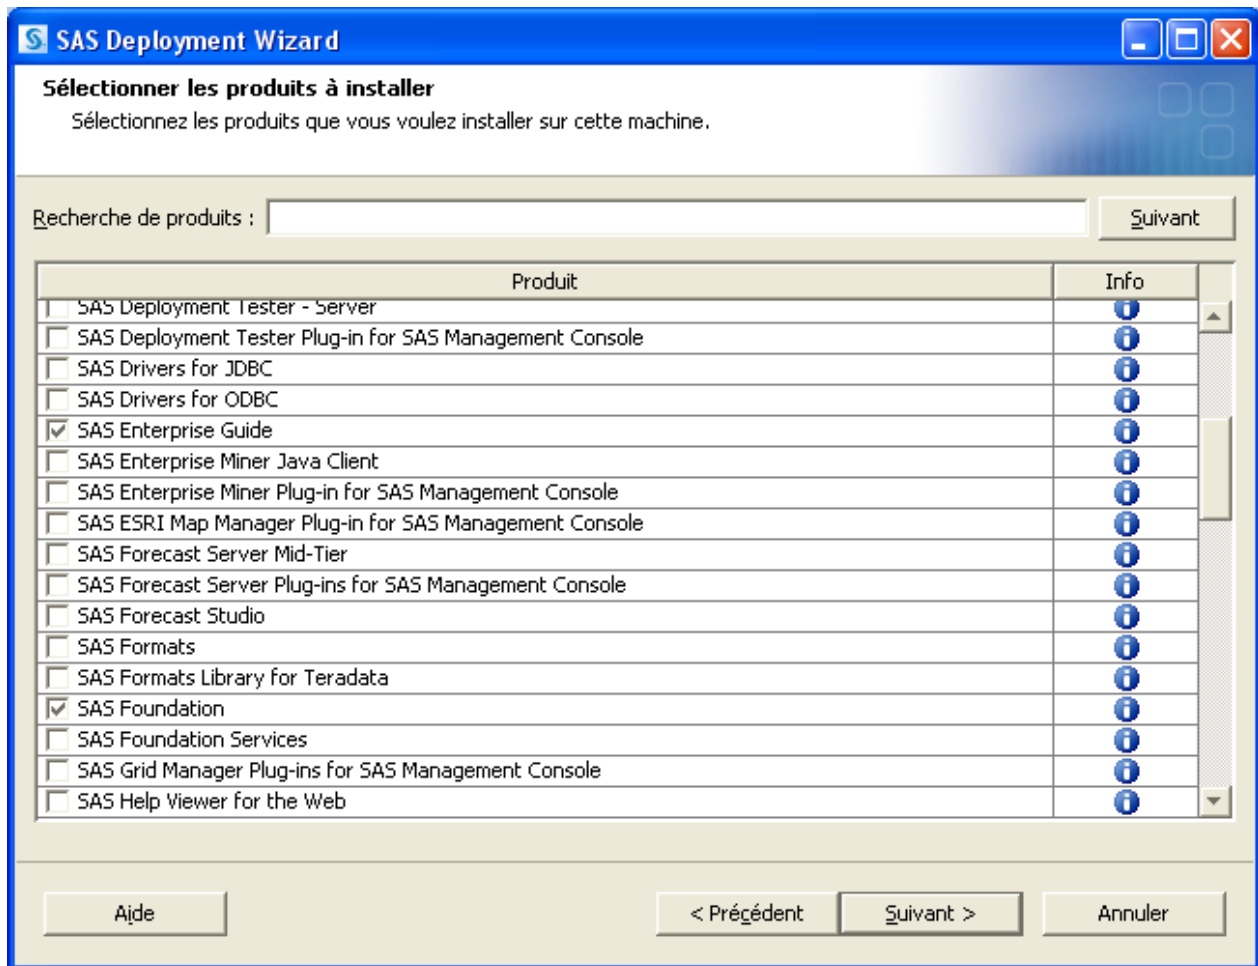 SAS Deployment Wizard
Sélectionner les produits à installer
Sélectionnez les produits que vous voulez installer sur cette machine.
Recherche de produits :
Suivant
Produit Info
SAS Deployment Tester - Server
SAS Deployment Tester Plug-in for SAS Management Console
SAS Drivers for JDBC
SAS Drivers for ODBC
SAS Enterprise Guide
SAS Enterprise Miner Java Client
SAS Enterprise Miner Plug-in for SAS Management Console
SAS ESRI Map Manager Plug-in for SAS Management Console
SAS Forecast Server Mid-Tier
SAS Forecast Server Plug-ins for SAS Management Console
SAS Forecast Studio
SAS Formats
SAS Formats Library for Teradata
SAS Foundation
SAS Foundation Services
SAS Grid Manager Plug-ins for SAS Management Console
SAS Help Viewer for the Web
Aide < Précédent Suivant > Annuler